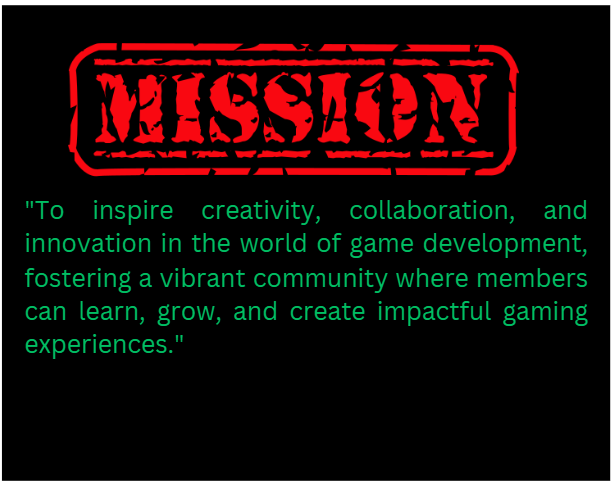 MISSION
"To inspire creativity, collaboration, and
innovation in the world of game development,
fostering a vibrant community where members
can learn, grow, and create impactful gaming
experiences."